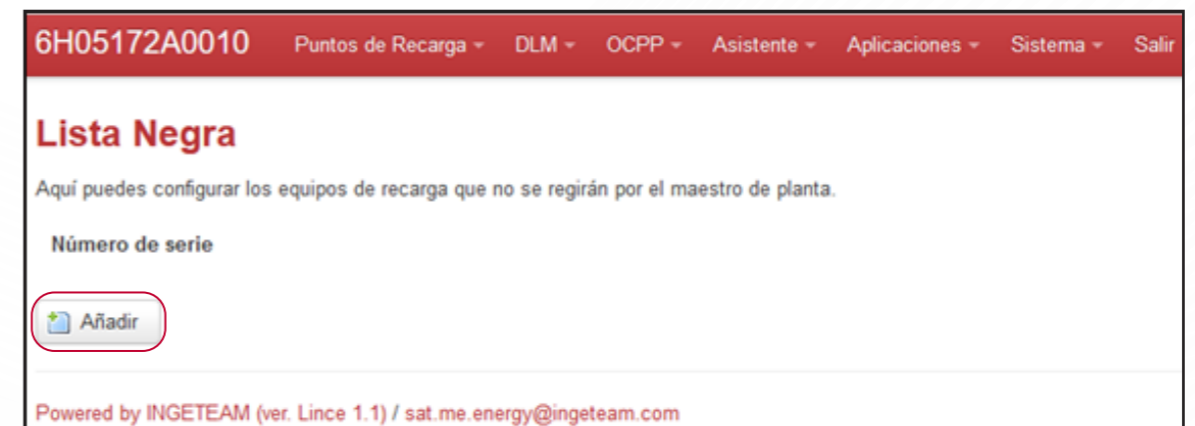 6H05172A0010 Puntos de Recarga DLM OCPP Asistente Aplicaciones Sistema Salir
Lista Negra
Aquí puedes configurar los equipos de recarga que no se regirán por el maestro de planta.
Número de serie
Añadir
Powered by INGETEAM (ver. Lince 1.1) / sat.me.energy@ingeteam.com